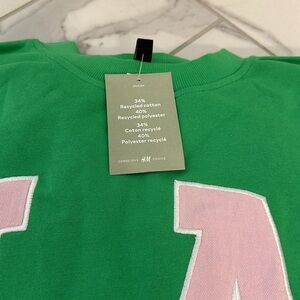 34%
Recycled cotton
40%
Recycled polyester
34%
Coton recyclé
40%
Polyester recyclé
CONSCIOUS H&M CHOICE
A